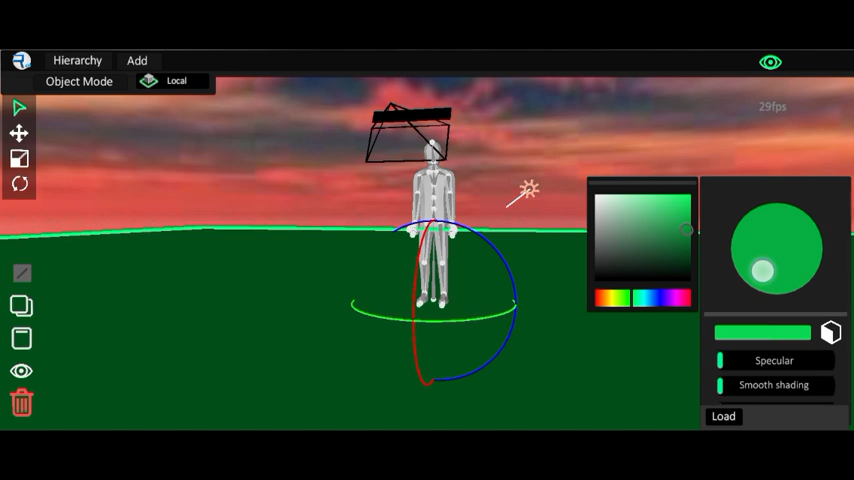 Hierarchy Add
Object Mode Local
29fps
Specular
Smooth shading
Load